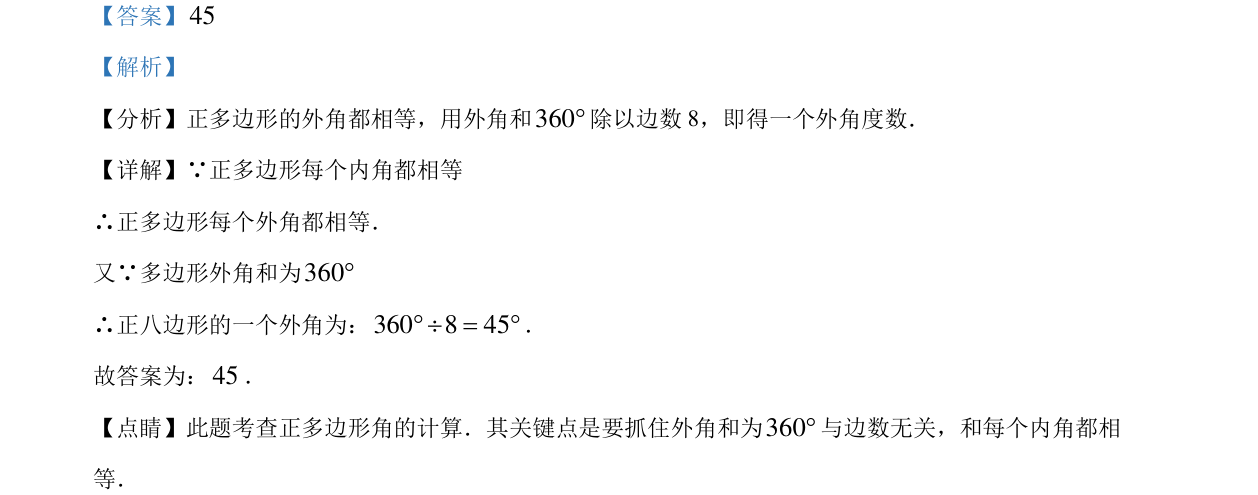 【答案】45
【解析】
【分析】正多边形的外角都相等，用外角和360°除以边数 8，即得一个外角度数．
【详解】∵正多边形每个内角都相等
∴正多边形每个外角都相等．
又∵多边形外角和为360°
∴正八边形的一个外角为：360°÷8＝45°．
故答案为：45．
【点睛】此题考查正多边形角的计算．其关键点是要抓住外角和为360°与边数无关，和每个内角都相
等．